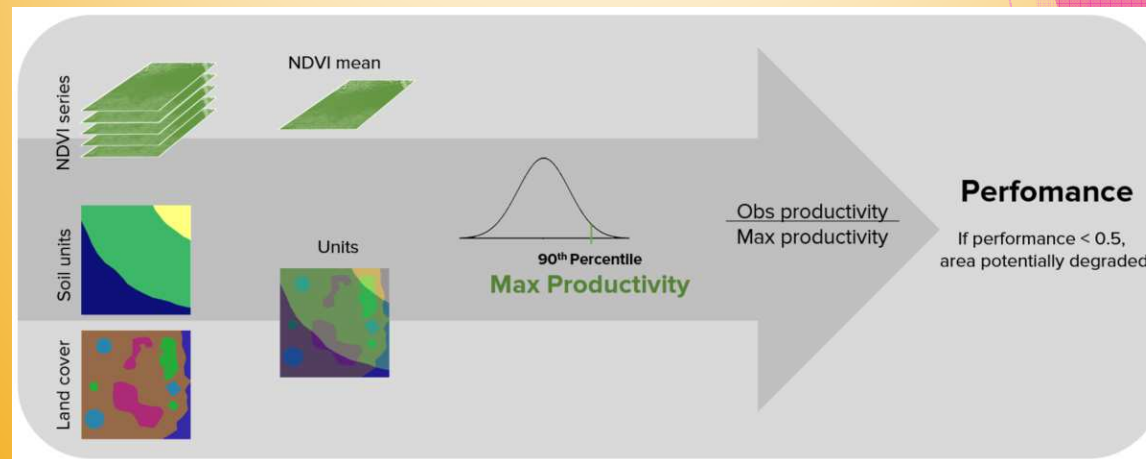 NDVI series
NDVI mean
Soil units
Units
Land cover
90th Percentile
Max Productivity
Obs productivity
Max productivity
Perfomance
If performance < 0.5,
area potentially degraded